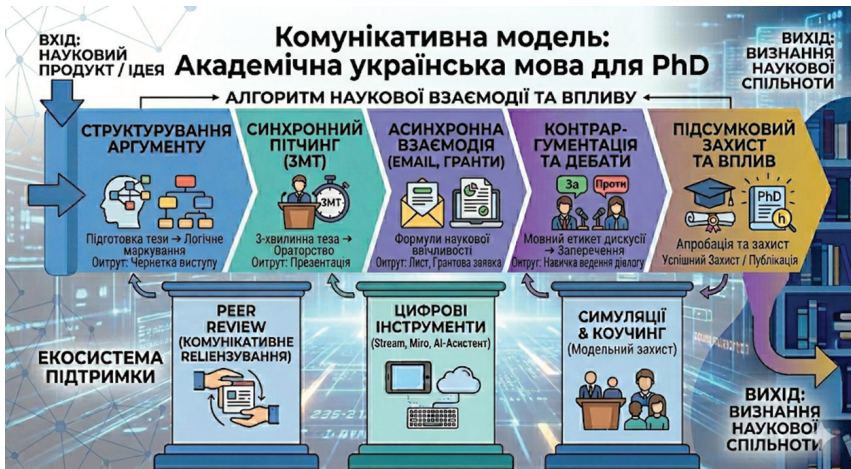 ВХІД:
НАУКОВИЙ
ПРОДУКТ / ІДЕЯ
Комунікативна модель:
Академічна українська мова для PhD
ВИХІД:
ВИЗНАННЯ
НАУКОВОЇ
СПІЛЬНОТИ
АЛГОРИТМ НАУКОВОЇ ВЗАЄМОДІЇ ТА ВПЛИВУ
СТРУКТУРУВАННЯ
АРГУМЕНТУ
Підготовка тези → Логічне
маркування
Оитрут: Чернетка виступу
СИНХРОННИЙ
ПІТЧИНГ
(3МТ)
3МТ
3-хвилинна теза →
Ораторство
Оитрут: Презентація
АСИНХРОННА
ВЗАЄМОДІЯ
(EMAIL, ГРАНТИ)
Формули наукової
ввічливості
Оитрут: Лист, Грантова заявка
КОНТРАР-
ГУМЕНТАЦІЯ
ТА ДЕБАТИ
За
Проти
Мовний етикет дискусії
→ Заперечення
Оитруг: Навичка ведення діалогу
ПІДСУМКОВИЙ
ЗАХИСТ
ТА ВПЛИВ
PhD
h
Апробація та захист
Успішний Захист / Публікація
ЕКОСИСТЕМА
ПІДТРИМКИ
PEER
REVIEW
(КОМУНІКАТИВНЕ
RELІЕНЗУВАННЯ)
ЦИФРОВІ
ІНСТРУМЕНТИ
(Stream, Miro, AI-Асистент)
СИМУЛЯЦІЇ
& КОУЧИНГ
(Модельний захист)
ВИХІД:
ВИЗНАННЯ
НАУКОВОЇ
СПІЛЬНОТИ